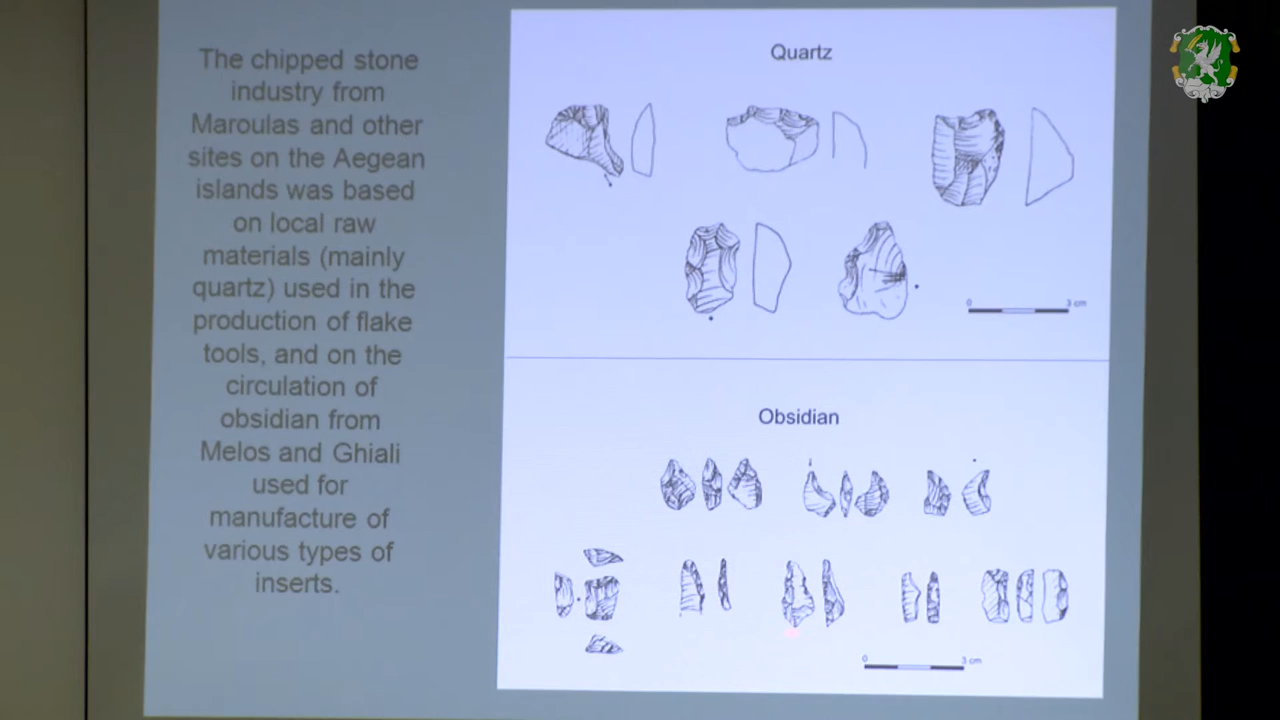 The chipped stone
industry from
Maroulas and other
sites on the Aegean
islands was based
on local raw
materials (mainly
quartz) used in the
production of flake
tools, and on the
circulation of
obsidian from
Melos and Ghiali
used for
manufacture of
various types of
inserts.
Quartz
0 3 cm
Obsidian
0 3 cm